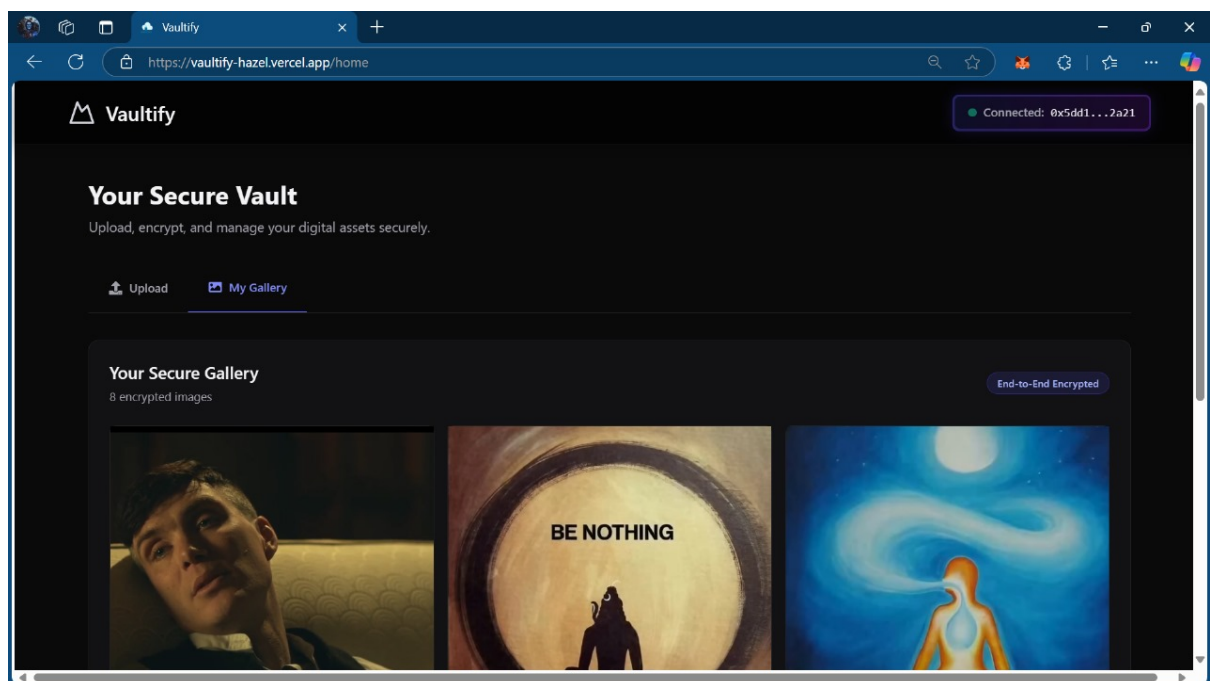 Vaultify
https://vaultify-hazel.vercel.app/home
Vaultify
Connected: 0x5dd1...2a21
Your Secure Vault
Upload, encrypt, and manage your digital assets securely.
Upload
My Gallery
Your Secure Gallery
8 encrypted images
End-to-End Encrypted
BE NOTHING